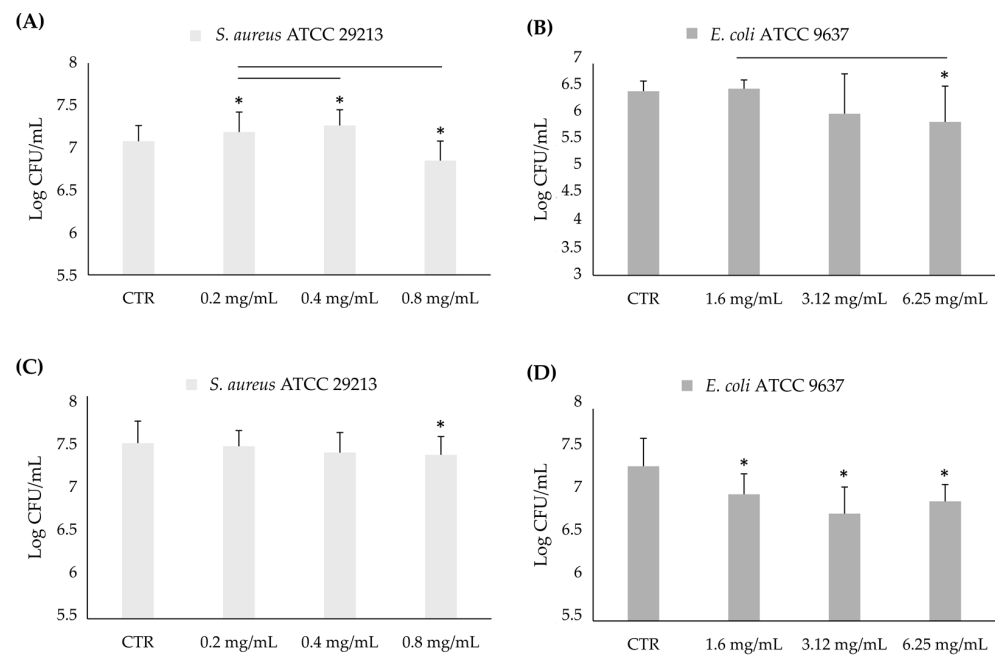 (A)
S. aureus ATCC 29213
Log CFU/mL
8
7.5
7
6.5
6
5.5
* * *
CTR 0.2 mg/mL 0.4 mg/mL 0.8 mg/mL
(B)
E. coli ATCC 9637
Log CFU/mL
7
6.5
6
5.5
5
4.5
4
3.5
3
*
CTR 1.6 mg/mL 3.12 mg/mL 6.25 mg/mL
(C)
S. aureus ATCC 29213
Log CFU/mL
8
7.5
7
6.5
6
5.5
*
CTR 0.2 mg/mL 0.4 mg/mL 0.8 mg/mL
(D)
E. coli ATCC 9637
Log CFU/mL
8
7.5
7
6.5
6
5.5
* * *
CTR 1.6 mg/mL 3.12 mg/mL 6.25 mg/mL